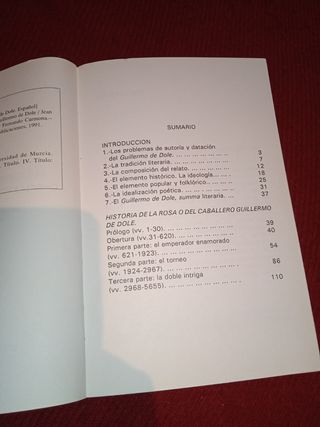 de Dole. Español]
Guillermo de Dole / Jean
Fernando Carmona.—
ublicaciones, 1991.
versidad de Murcia
Título. IV. Título:
SUMARIO
INTRODUCCION
1.-Los problemas de autoría y datación
del Guillermo de Dole. ... ... ... ... ... .. 3
2.-La tradición literaria. ... ... ... ... ... ... 7
3.-La composición del relato. ... ... ... ... ... 12
4.-El elemento histórico. La ideología... ... 18
5.-El elemento popular y folklórico... ... ... 25
6.-La idealización poética. ... ... ... ... ... 31
7.-El Guillermo de Dole, summa literaria. ... 37
HISTORIA DE LA ROSA O DEL CABALLERO GUILLERMO
DE DOLE.
Prólogo (vv. 1-30). ... ... ... ... ... ... ... 39
Obertura (vv.31-620). ... ... ... ... ... ... 40
Primera parte: el emperador enamorado
(vv. 621-1923). ... ... ... ... ... ... ... 54
Segunda parte: el torneo
(vv. 1924-2967). ... ... ... ... ... ... ... 86
Tercera parte: la doble intriga
(vv. 2968-5655). ... ... ... ... ... ... ... 110